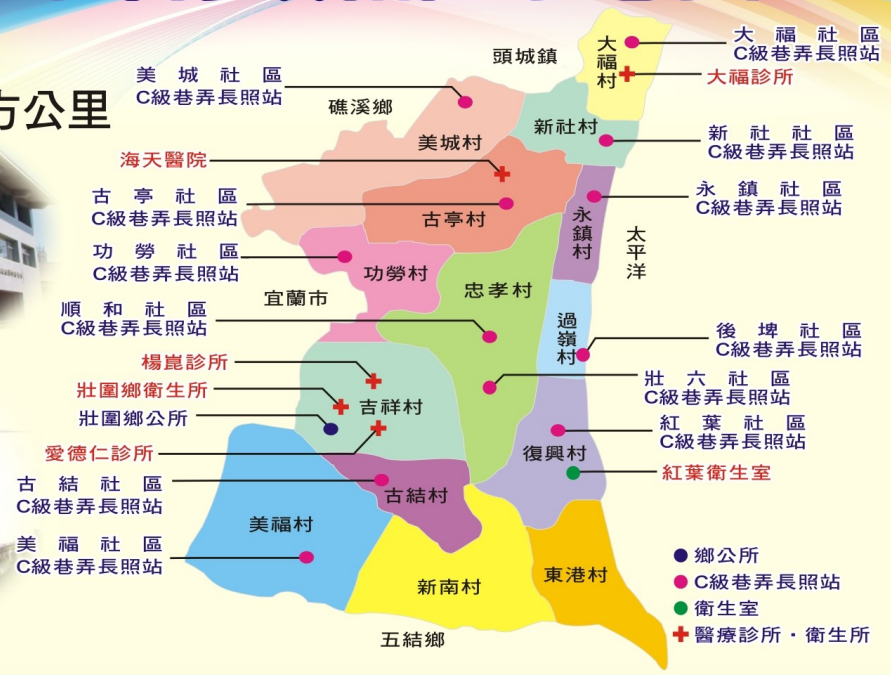 方公里
頭城鎮
大福村
大福社區
C級巷弄長照站
大福診所
美城社區
C級巷弄長照站
礁溪鄉
美城村
新社村
新社社區
C級巷弄長照站
海天醫院
古亭社區
C級巷弄長照站
古亭村
永鎮村
永鎮社區
C級巷弄長照站
太平洋
功勞社區
C級巷弄長照站
功勞村
忠孝村
宜蘭市
順和社區
C級巷弄長照站
過嶺村
後埤社區
C級巷弄長照站
楊崑診所
壯圍鄉衛生所
壯圍鄉公所
吉祥村
壯六社區
C級巷弄長照站
紅葉社區
C級巷弄長照站
愛德仁診所
復興村
紅葉衛生室
古結社區
C級巷弄長照站
古結村
美福村
美福社區
C級巷弄長照站
新南村
東港村
五結鄉
鄉公所
C級巷弄長照站
衛生室
醫療診所・衛生所